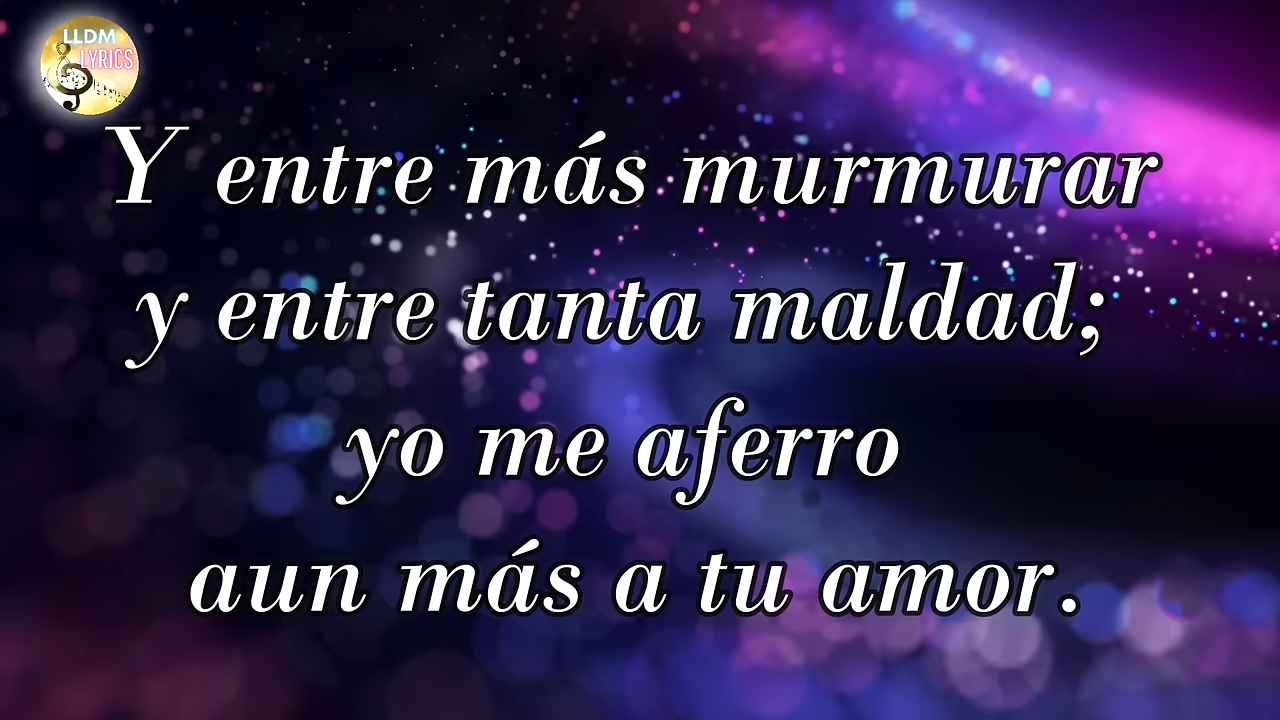 LLDM
LYRICS
Y entre más murmurar
y entre tanta maldad;
yo me aferro
aun más a tu amor.